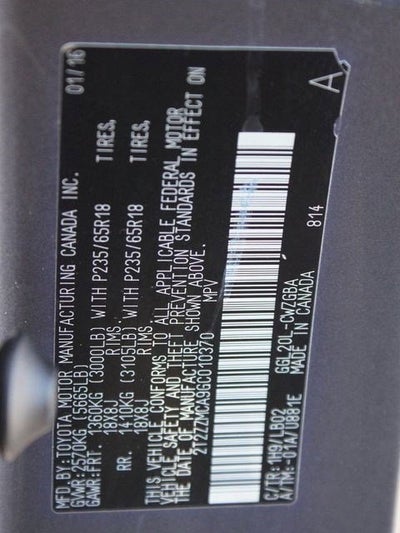 MFD.BY:TOYOTA MOTOR MANUFACTURING CANADA INC. 01/16
GVWR:2570KG (5665LB)
GAWR:FRT. 1360KG (3000LB) WITH P235/65R18 TIRES,
18X8J RIMS.
RR. 1410KG (3105LB) WITH P235/65R18 TIRES,
18X8J RIMS.
THIS VEHICLE CONFORMS TO ALL APPLICABLE FEDERAL MOTOR
VEHICLE SAFETY AND THEFT PREVENTION STANDARDS IN EFFECT ON
THE DATE OF MANUFACTURE SHOWN ABOVE.
2T2ZZMCA9GC010370 MPV
C/TR:1H9/LB02 GGL20L-CWZGBA
A/TM:-01A/U881E MADE IN CANADA 814
A